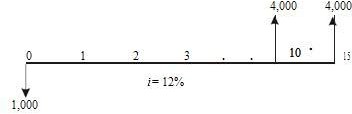 4,000 4,000
0 1 2 3 . . 10 . 15
i = 12%
1,000